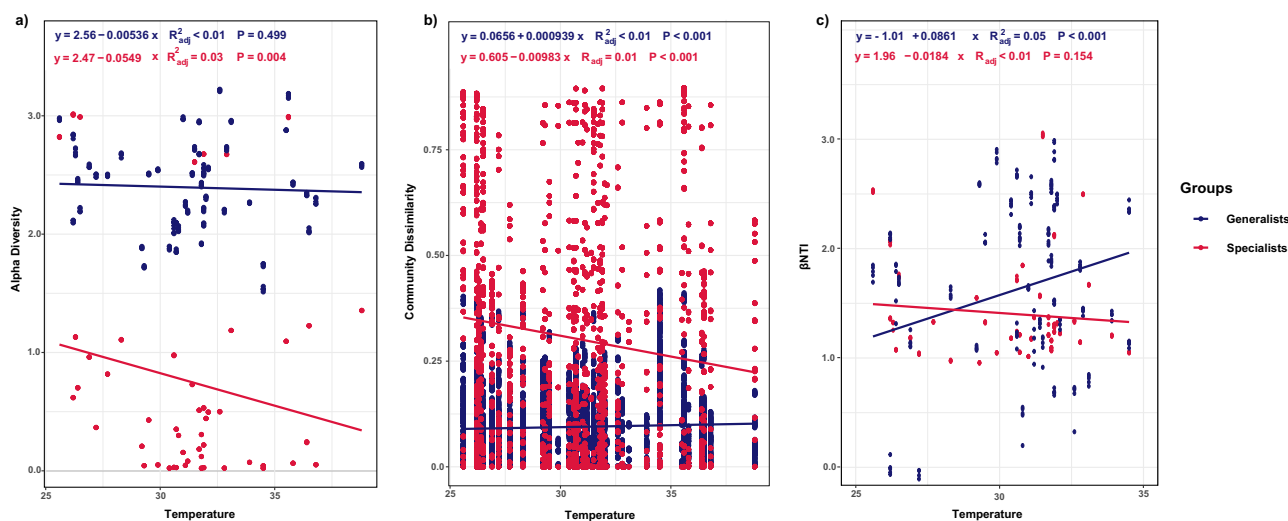 a)
y = 2.56 − 0.00536 x R²adj < 0.01 P = 0.499
y = 2.47 − 0.0549 x R²adj = 0.03 P = 0.004
3.0
2.0
1.0
0.0
25 30 35
Alpha Diversity
Temperature
b)
y = 0.0656 + 0.000939 x R²adj < 0.01 P < 0.001
y = 0.605 − 0.00983 x R²adj = 0.01 P < 0.001
0.75
0.50
0.25
0.0
25 30 35
Community Dissimilarity
Temperature
c)
y = - 1.01 + 0.0861 x R²adj = 0.05 P < 0.001
y = 1.96 − 0.0184 x R²adj < 0.01 P = 0.154
3.0
2.0
1.0
0.0
25 30 35
βNTI
Temperature
Groups
Generalists
Specialists